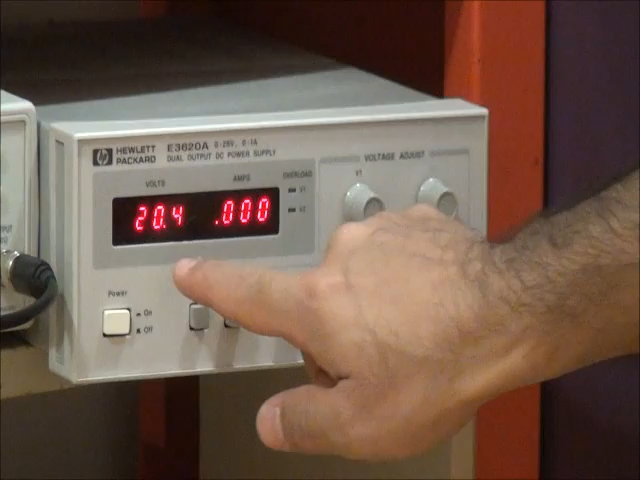 hp HEWLETT PACKARD
E3620A 0-25V, 0-1A
DUAL OUTPUT DC POWER SUPPLY
VOLTS AMPS OVERLOAD
V1
V2
20.4 .000
VOLTAGE ADJUST
V1
Power
On
Off